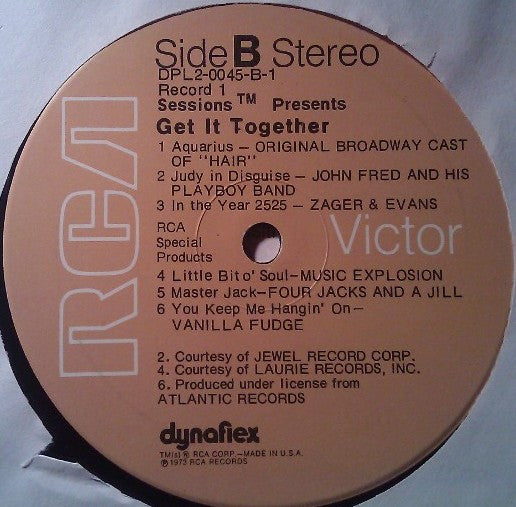 Side B Stereo
DPL2-0045-B-1
Record 1
Sessions™ Presents
Get It Together
1 Aquarius – ORIGINAL BROADWAY CAST
OF "HAIR"
2 Judy in Disguise – JOHN FRED AND HIS
PLAYBOY BAND
3 In the Year 2525 – ZAGER & EVANS
RCA
Special
Products
Victor
RCA
4 Little Bit o' Soul–MUSIC EXPLOSION
5 Master Jack–FOUR JACKS AND A JILL
6 You Keep Me Hangin' On–
VANILLA FUDGE
2. Courtesy of JEWEL RECORD CORP.
4. Courtesy of LAURIE RECORDS, INC.
6. Produced under license from
ATLANTIC RECORDS
dynaflex
TM(s) ® RCA CORP.–MADE IN U.S.A.
℗ 1973 RCA RECORDS